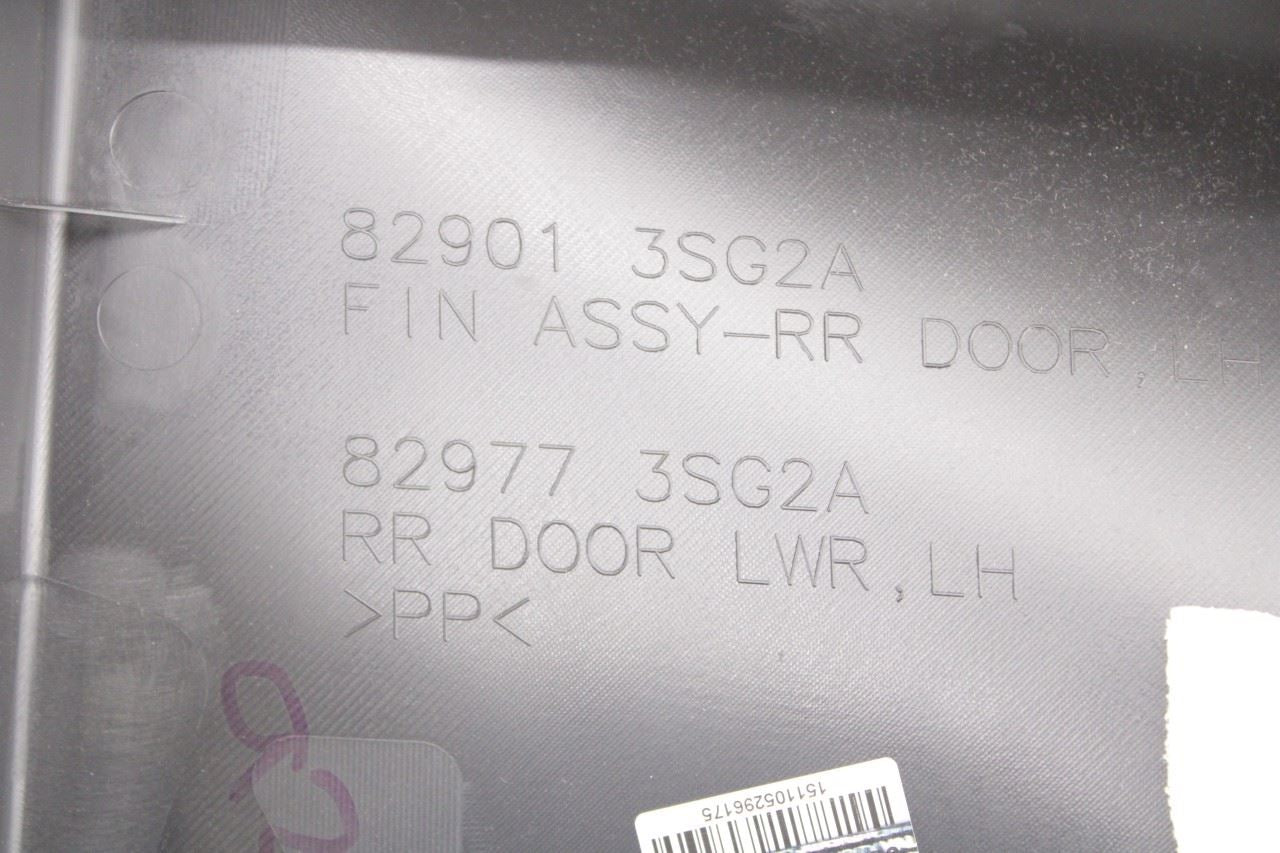 82901 3SG2A
FIN ASSY-RR DOOR,LH
82977 3SG2A
RR DOOR LWR,LH
>PP<
151105296175